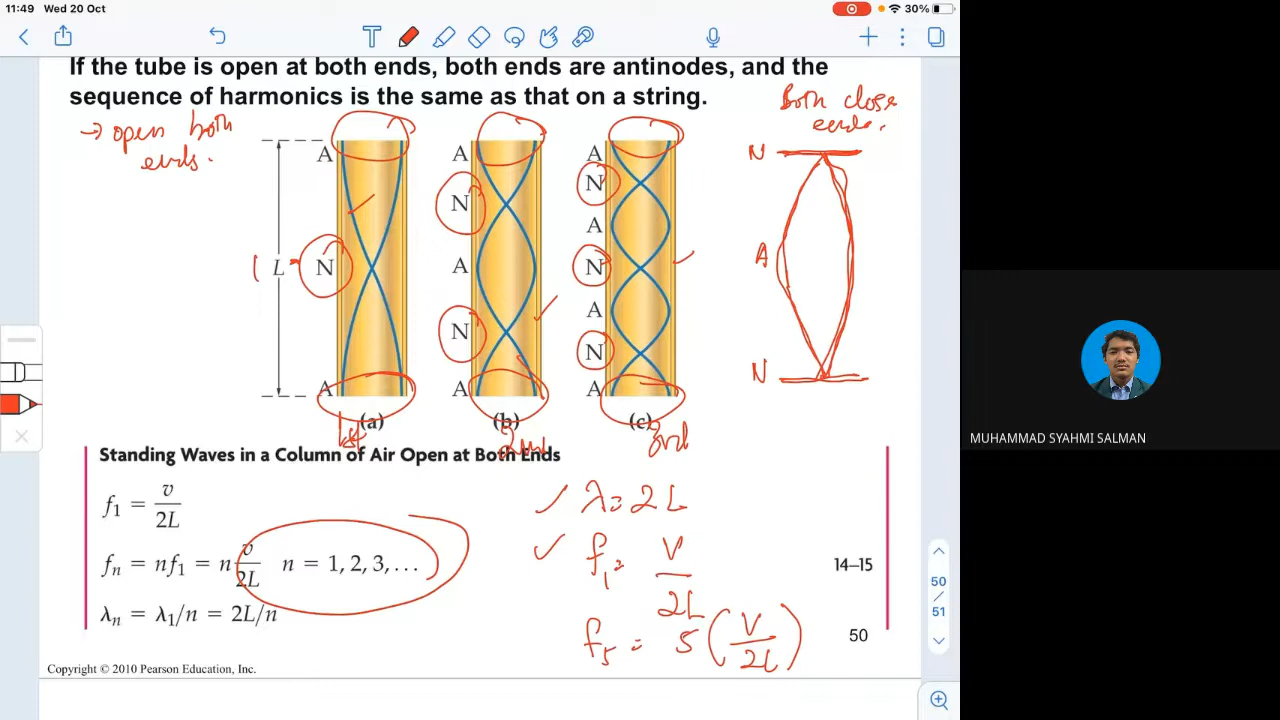 11:49 Wed 20 Oct
30%
If the tube is open at both ends, both ends are antinodes, and the
sequence of harmonics is the same as that on a string.
→ open both
ends.
Both close
ends.
A A A N
N N
N
A
L N A N A
A
N N
A A A N
(a) (b) (c)
1st 2nd 3rd
Standing Waves in a Column of Air Open at Both Ends
f₁ = v/2L
fₙ = nf₁ = n v/2L n = 1, 2, 3, . . .
λₙ = λ₁/n = 2L/n
14–15
λ = 2L
f₁ = V/2L
f₅ = 5 (V/2L)
50
50
51
Copyright © 2010 Pearson Education, Inc.
MUHAMMAD SYAHMI SALMAN